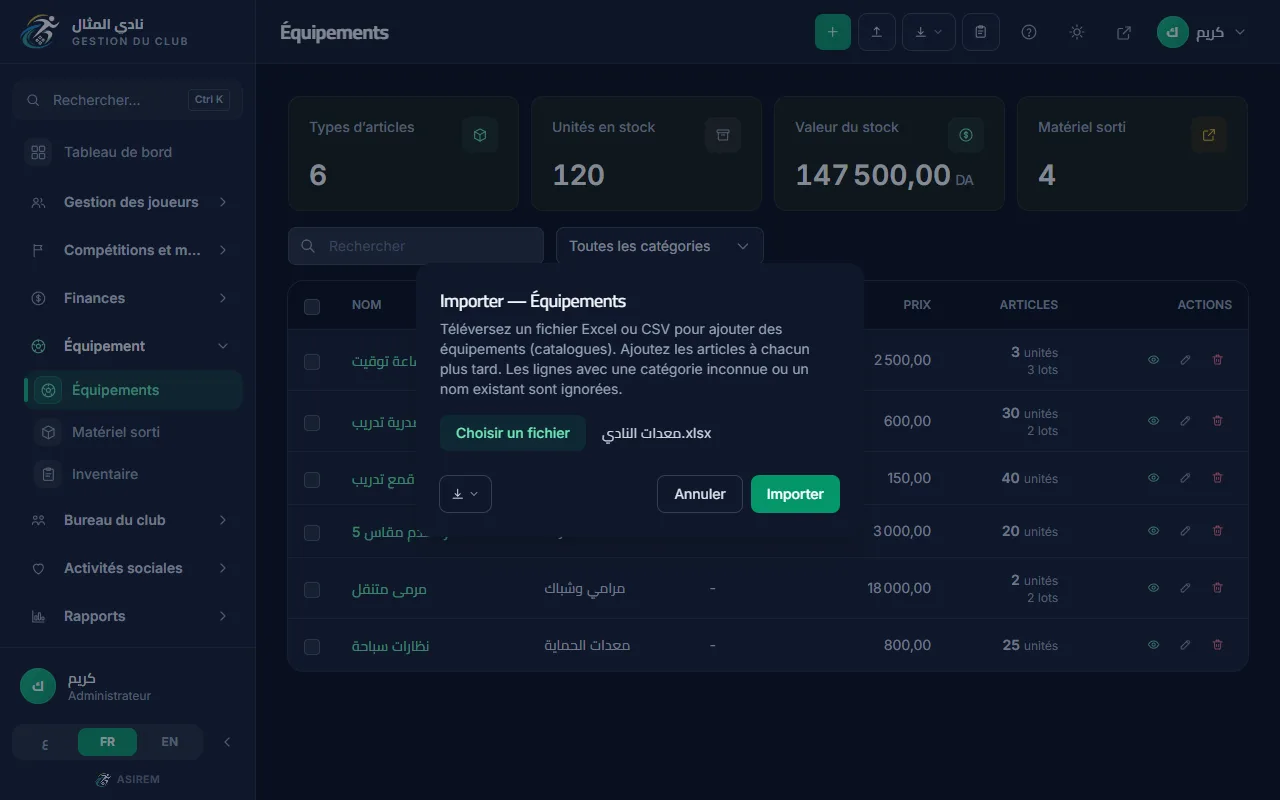 نادي المثال
GESTION DU CLUB
Rechercher...
Ctrl K
Tableau de bord
Gestion des joueurs
Compétitions et m...
Finances
Équipement
Équipements
Matériel sorti
Inventaire
Bureau du club
Activités sociales
Rapports
ك
كريم
Administrateur
ع
FR
EN
ASIREM
Équipements
ك
كريم
Types d’articles
6
Unités en stock
120
Valeur du stock
147 500,00 DA
Matériel sorti
4
Rechercher
Toutes les catégories
NOM
PRIX
ARTICLES
ACTIONS
2 500,00
3 unités
3 lots
600,00
30 unités
2 lots
قمع تدريب
150,00
40 unités
مقاس 5
3 000,00
20 unités
مرمى متنقل
مرامي وشباك
-
18 000,00
2 unités
2 lots
نظارات سباحة
معدات الحماية
-
800,00
25 unités
Importer — Équipements
Téléversez un fichier Excel ou CSV pour ajouter des
équipements (catalogues). Ajoutez les articles à chacun
plus tard. Les lignes avec une catégorie inconnue ou un
nom existant sont ignorées.
Choisir un fichier
معدات النادي.xlsx
Annuler
Importer